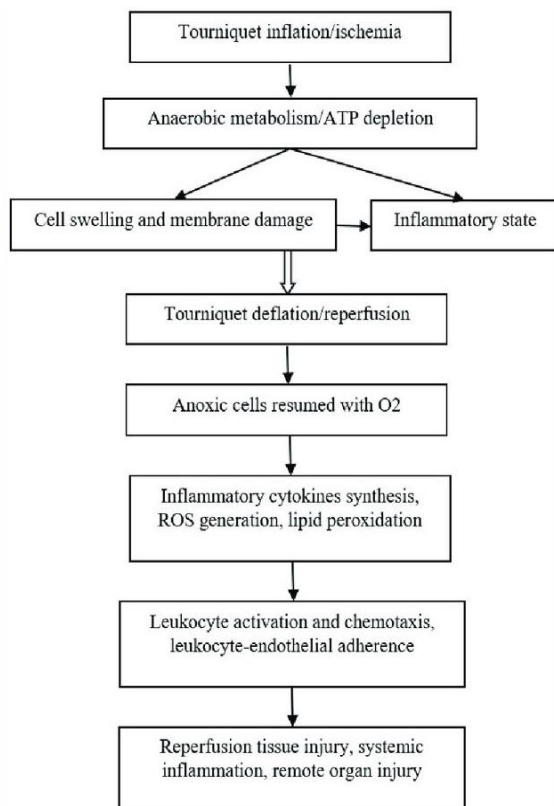 Tourniquet inflation/ischemia
Anaerobic metabolism/ATP depletion
Cell swelling and membrane damage
Inflammatory state
Tourniquet deflation/reperfusion
Anoxic cells resumed with O2
Inflammatory cytokines synthesis,
ROS generation, lipid peroxidation
Leukocyte activation and chemotaxis,
leukocyte-endothelial adherence
Reperfusion tissue injury, systemic
inflammation, remote organ injury